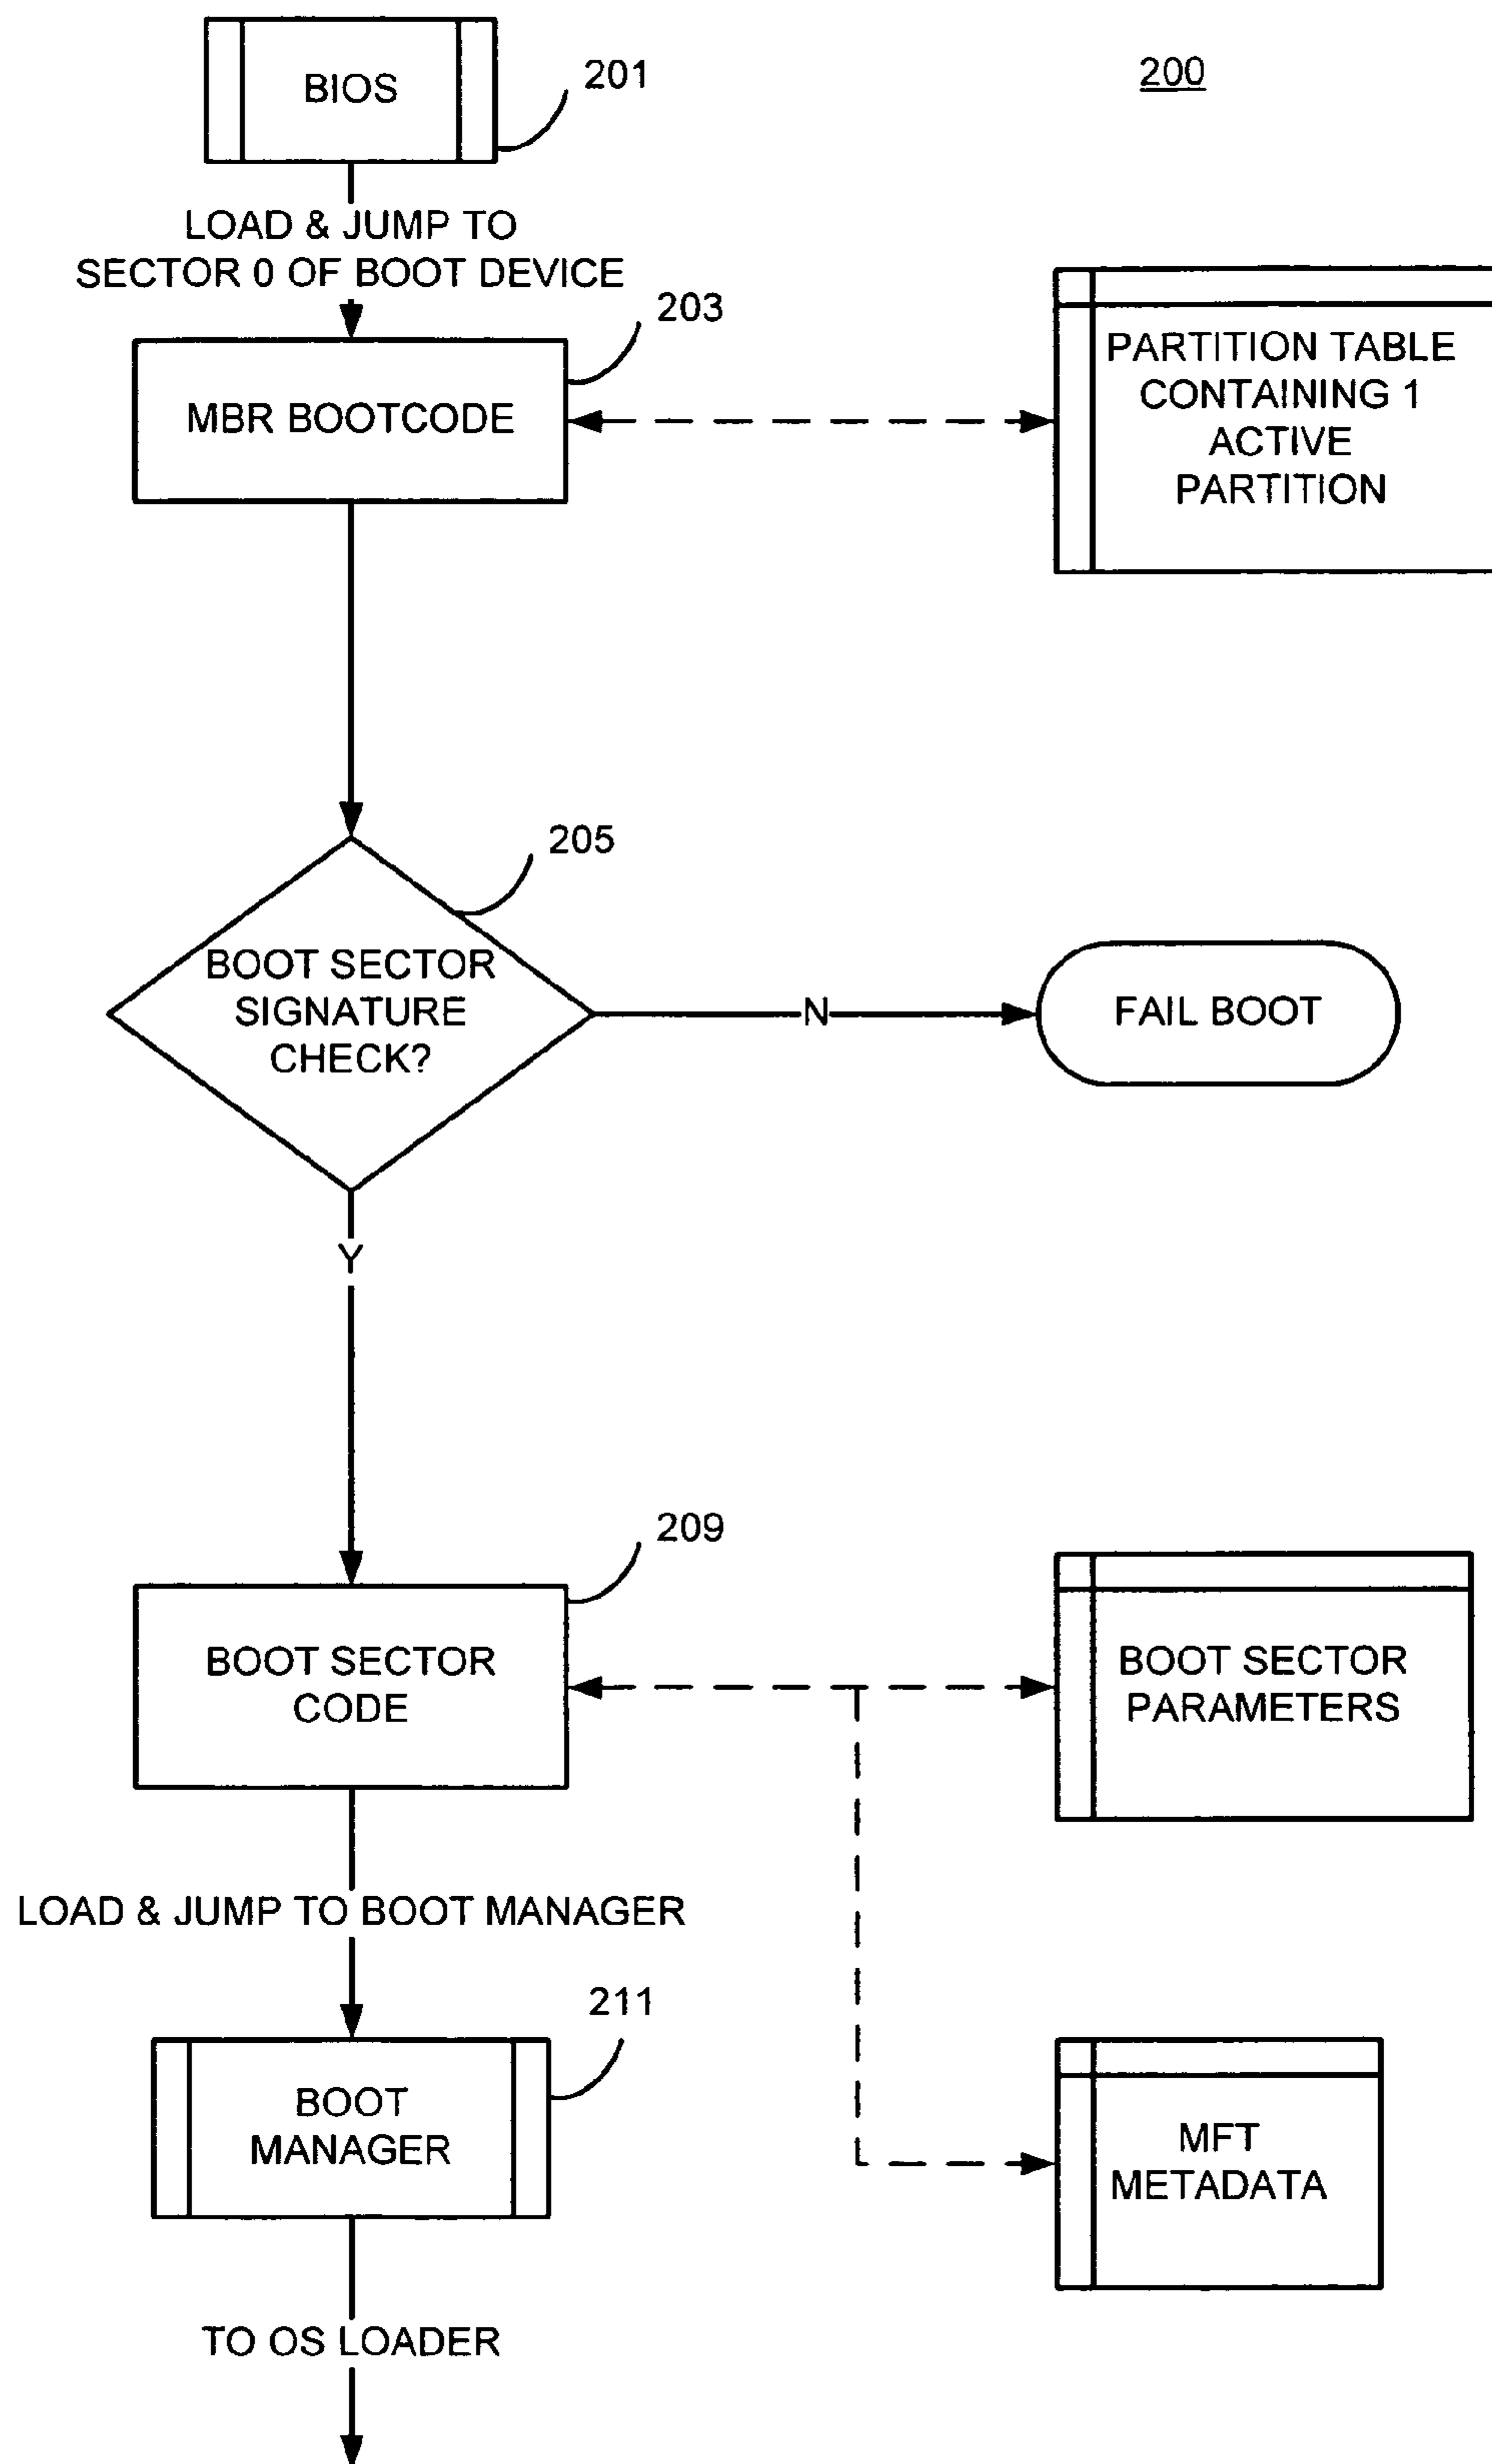 BIOS
201
200
LOAD & JUMP TO
SECTOR 0 OF BOOT DEVICE
203
MBR BOOTCODE
PARTITION TABLE
CONTAINING 1
ACTIVE
PARTITION
205
BOOT SECTOR
SIGNATURE
CHECK?
N
FAIL BOOT
Y
209
BOOT SECTOR
CODE
BOOT SECTOR
PARAMETERS
LOAD & JUMP TO BOOT MANAGER
211
BOOT
MANAGER
MFT
METADATA
TO OS LOADER